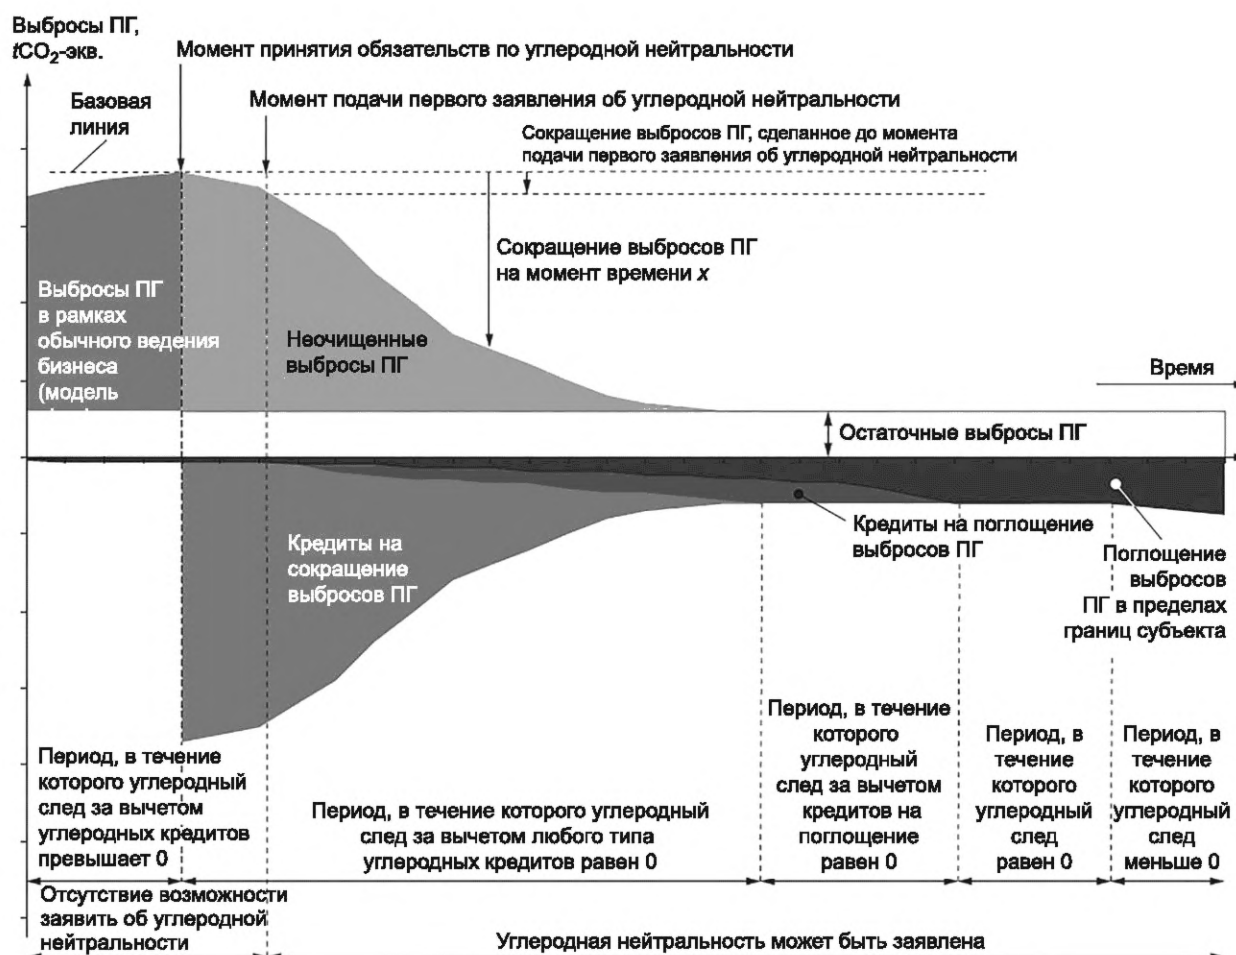 Выбросы ПГ,
tCO₂-экв.
Момент принятия обязательств по углеродной нейтральности
Базовая
линия
Момент подачи первого заявления об углеродной нейтральности
Сокращение выбросов ПГ, сделанное до момента
подачи первого заявления об углеродной нейтральности
Сокращение выбросов ПГ
на момент времени x
Выбросы ПГ
в рамках
обычного ведения
бизнеса
(модель
Неочищенные
выбросы ПГ
Время
Остаточные выбросы ПГ
Кредиты на
сокращение
выбросов ПГ
Кредиты на поглощение
выбросов ПГ
Поглощение
выбросов
ПГ в пределах
границ субъекта
Период, в течение
которого углеродный
след за вычетом
углеродных кредитов
превышает 0
Период, в течение которого углеродный
след за вычетом любого типа
углеродных кредитов равен 0
Период, в течение
которого
углеродный
след за вычетом
кредитов на
поглощение
равен 0
Период, в
течение
которого
углеродный
след
равен 0
Период, в
течение
которого
углеродный
след
меньше 0
Отсутствие возможности
заявить об углеродной
нейтральности
Углеродная нейтральность может быть заявлена